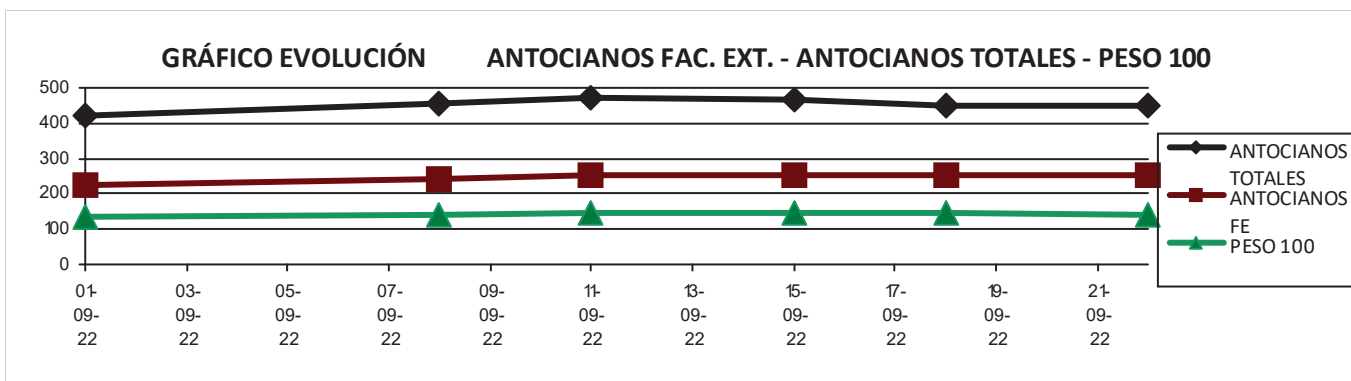 GRÁFICO EVOLUCIÓN ANTOCIANOS FAC. EXT. - ANTOCIANOS TOTALES - PESO 100
500
400
300
200
100
0
01-09-22
03-09-22
05-09-22
07-09-22
09-09-22
11-09-22
13-09-22
15-09-22
17-09-22
19-09-22
21-09-22
ANTOCIANOS
TOTALES
ANTOCIANOS
FE
PESO 100